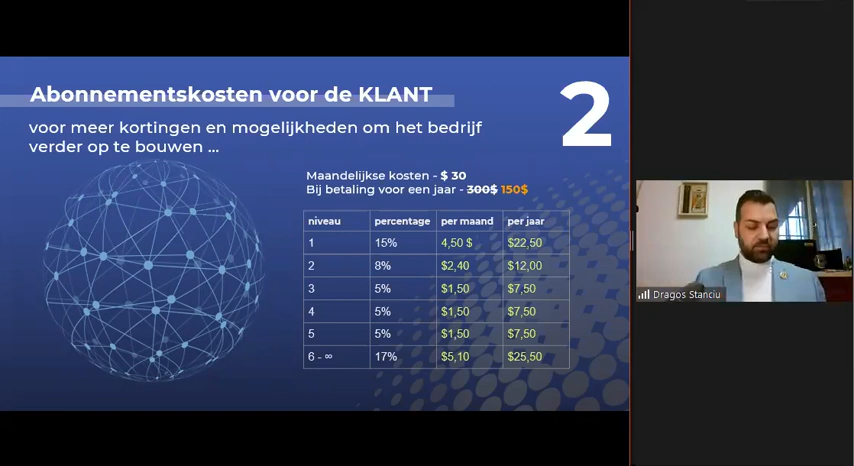 Abonnementskosten voor de KLANT
2
voor meer kortingen en mogelijkheden om het bedrijf
verder op te bouwen ...
Maandelijkse kosten - $ 30
Bij betaling voor een jaar - 300$ 150$
niveau percentage per maand per jaar
1 15% 4,50 $ $22,50
2 8% $2,40 $12,00
3 5% $1,50 $7,50
4 5% $1,50 $7,50
5 5% $1,50 $7,50
6 - ∞ 17% $5,10 $25,50
Dragos Stanciu